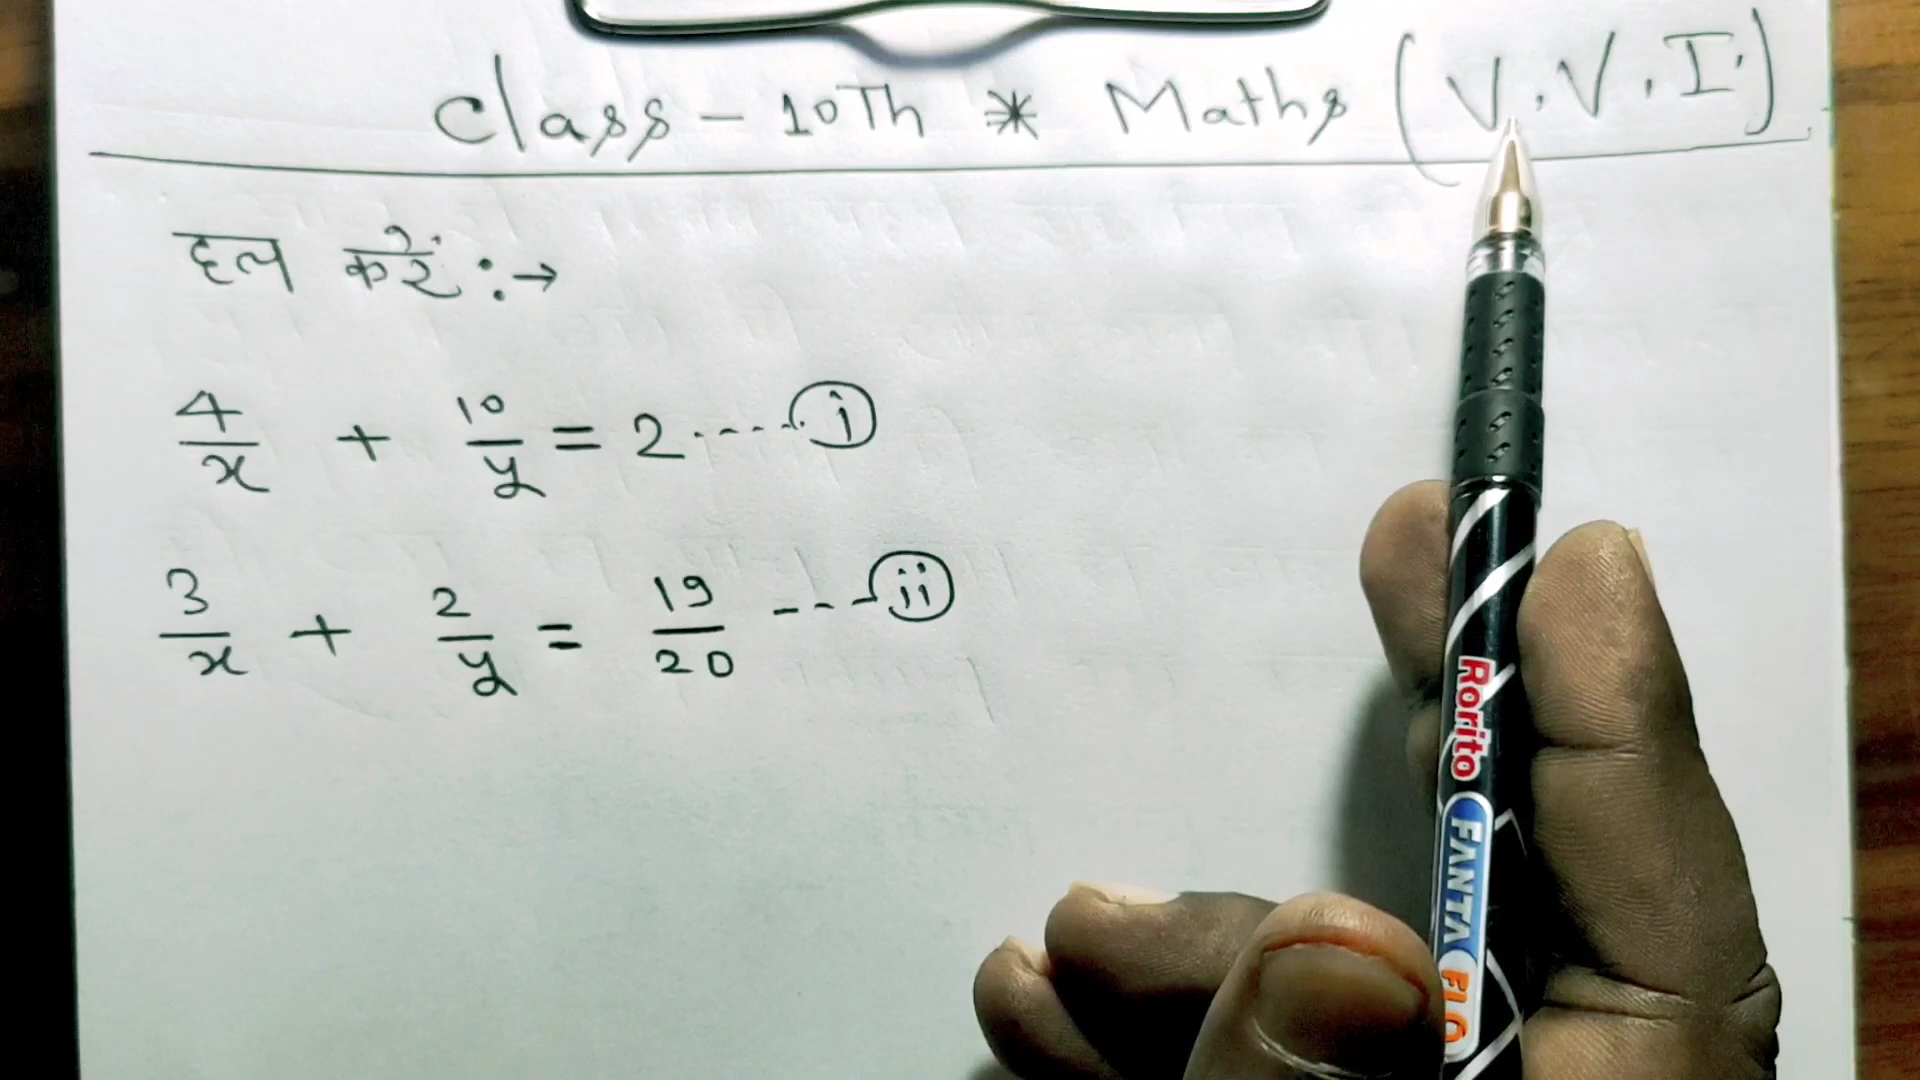 Class - 10Th * Maths (V.V.I.)
हल करें :→
4/x + 10/y = 2 ----- (i)
3/x + 2/y = 19/20 ---- (ii)
Rorito FANTA FLO